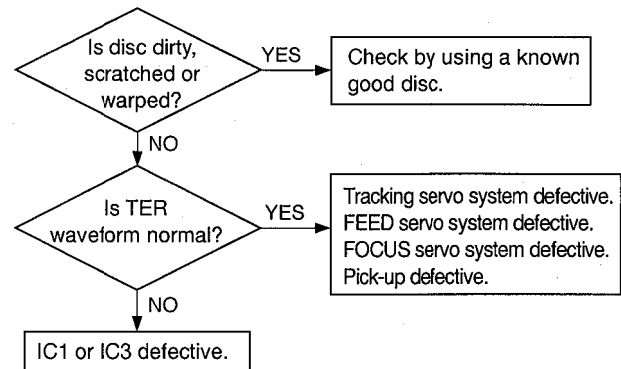 Is disc dirty,
scratched or
warped?
YES
Check by using a known
good disc.
NO
Is TER
waveform normal?
YES
Tracking servo system defective.
FEED servo system defective.
FOCUS servo system defective.
Pick-up defective.
NO
IC1 or IC3 defective.